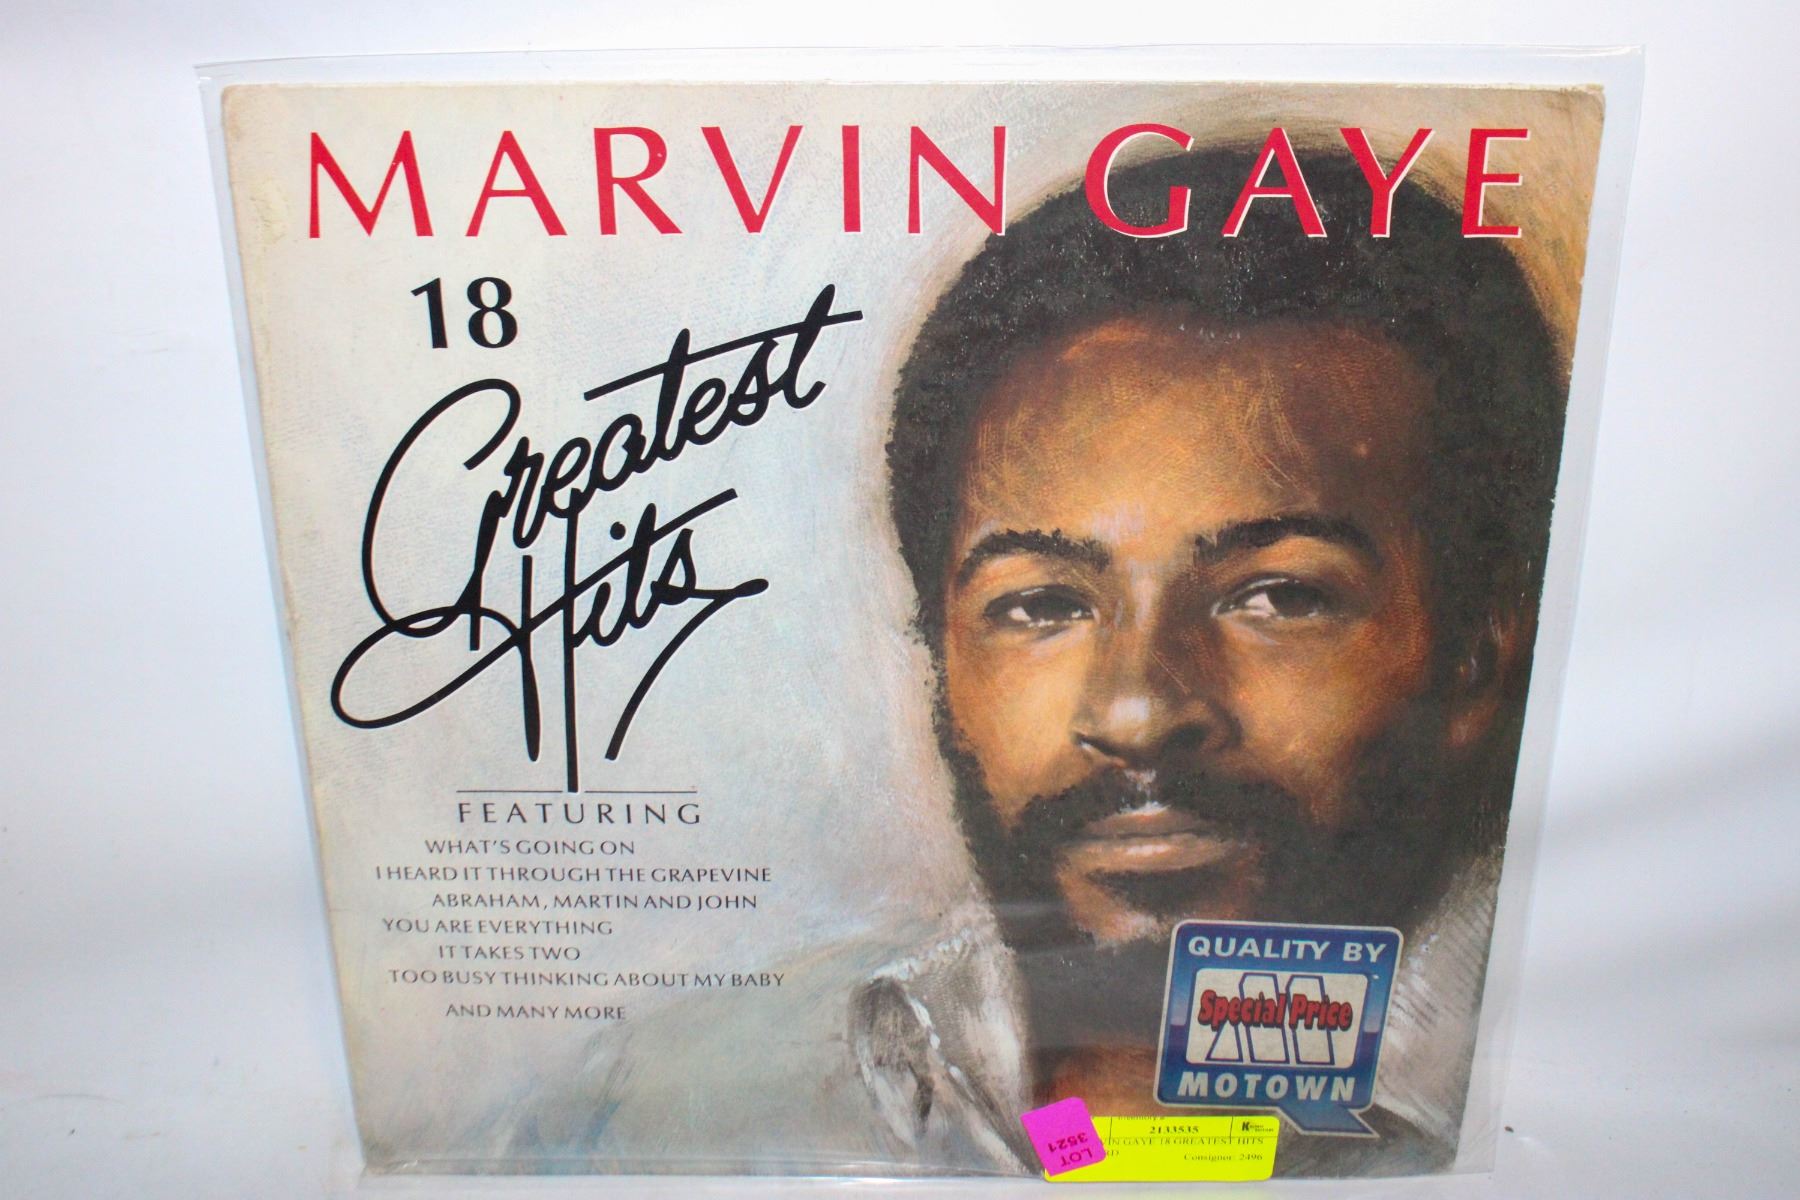 MARVIN GAYE
18
Greatest
Hits
FEATURING
WHAT'S GOING ON
I HEARD IT THROUGH THE GRAPEVINE
ABRAHAM, MARTIN AND JOHN
YOU ARE EVERYTHING
IT TAKES TWO
TOO BUSY THINKING ABOUT MY BABY
AND MANY MORE
QUALITY BY
Special Price
MOTOWN
2133535
GAYE 18 GREATEST HITS
Consignor: 2496
LOT
3521